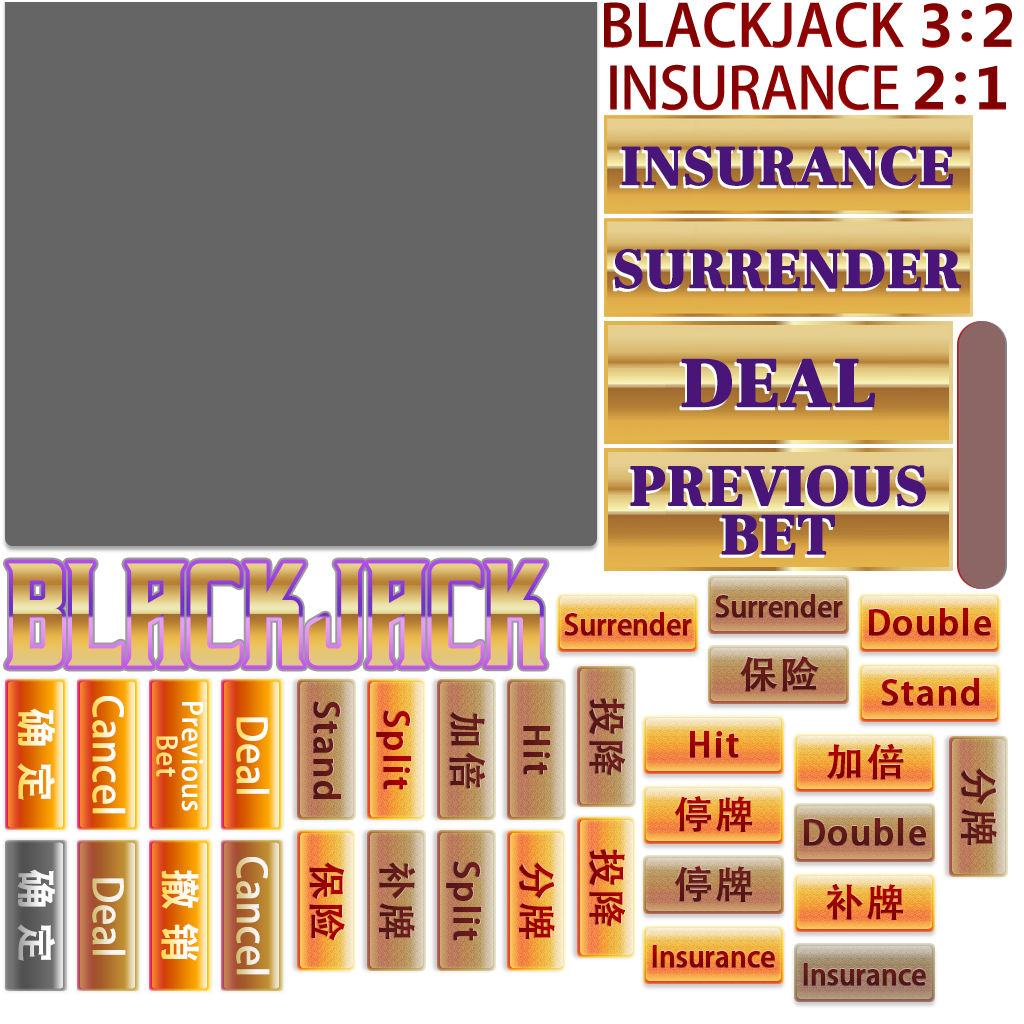 BLACKJACK 3:2
INSURANCE 2:1
INSURANCE
SURRENDER
DEAL
PREVIOUS
BET
BLACKJACK
Surrender
Surrender
Double
保险
Stand
确定
Cancel
Previous
Bet
Deal
Stand
Split
加倍
Hit
投降
Hit
加倍
分牌
停牌
Double
确定
Deal
撤销
Cancel
保险
补牌
Split
分牌
投降
停牌
补牌
Insurance
Insurance